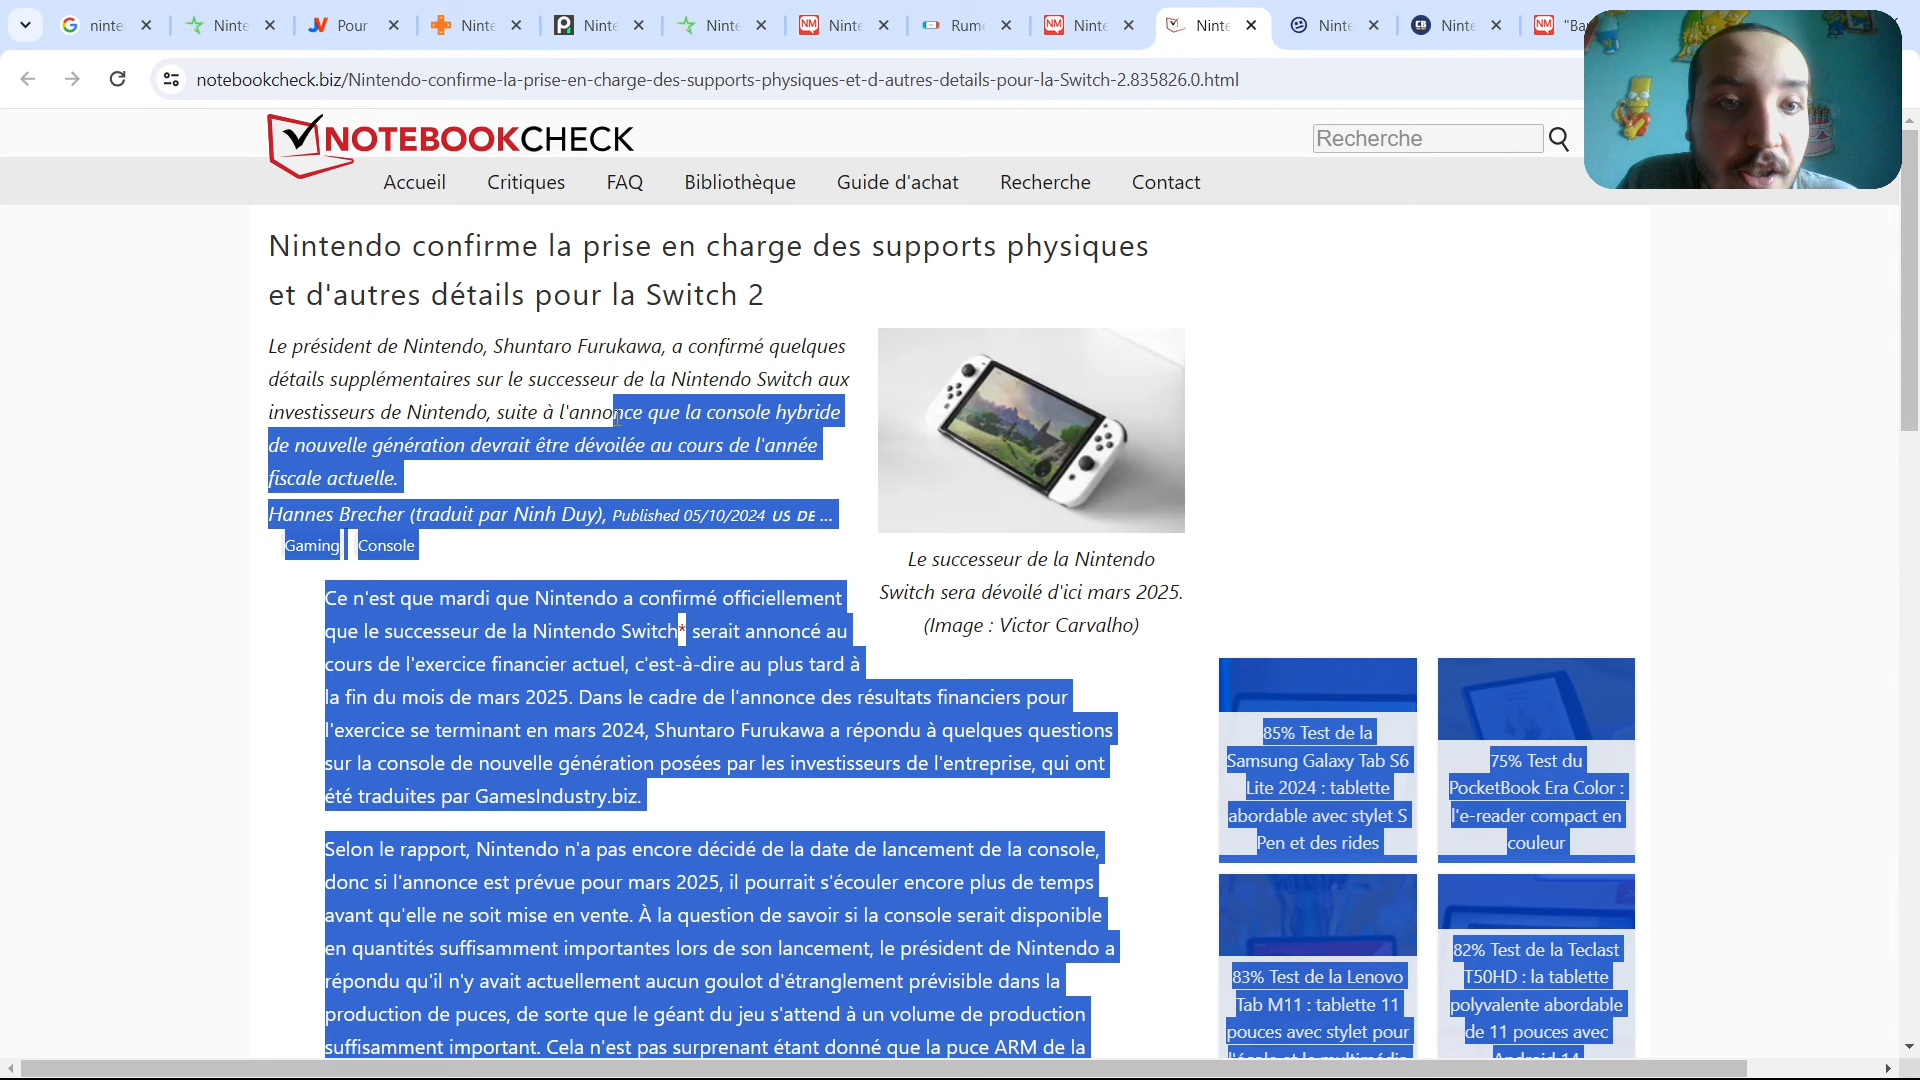 ninte
Ninte
Pour
Ninte
Ninte
Ninte
NM Ninte
Rume
NM Ninte
Ninte
Ninte
CB Ninte
NM "Ba
notebookcheck.biz/Nintendo-confirme-la-prise-en-charge-des-supports-physiques-et-d-autres-details-pour-la-Switch-2.835826.0.html
NOTEBOOKCHECK
Recherche
Accueil Critiques FAQ Bibliothèque Guide d'achat Recherche Contact
Nintendo confirme la prise en charge des supports physiques
et d'autres détails pour la Switch 2
Le président de Nintendo, Shuntaro Furukawa, a confirmé quelques
détails supplémentaires sur le successeur de la Nintendo Switch aux
investisseurs de Nintendo, suite à l'annonce que la console hybride
de nouvelle génération devrait être dévoilée au cours de l'année
fiscale actuelle.
Hannes Brecher (traduit par Ninh Duy), Published 05/10/2024 US DE ...
Gaming Console
Le successeur de la Nintendo
Switch sera dévoilé d'ici mars 2025.
(Image : Victor Carvalho)
Ce n'est que mardi que Nintendo a confirmé officiellement
que le successeur de la Nintendo Switch* serait annoncé au
cours de l'exercice financier actuel, c'est-à-dire au plus tard à
la fin du mois de mars 2025. Dans le cadre de l'annonce des résultats financiers pour
l'exercice se terminant en mars 2024, Shuntaro Furukawa a répondu à quelques questions
sur la console de nouvelle génération posées par les investisseurs de l'entreprise, qui ont
été traduites par GamesIndustry.biz.
Selon le rapport, Nintendo n'a pas encore décidé de la date de lancement de la console,
donc si l'annonce est prévue pour mars 2025, il pourrait s'écouler encore plus de temps
avant qu'elle ne soit mise en vente. À la question de savoir si la console serait disponible
en quantités suffisamment importantes lors de son lancement, le président de Nintendo a
répondu qu'il n'y avait actuellement aucun goulot d'étranglement prévisible dans la
production de puces, de sorte que le géant du jeu s'attend à un volume de production
suffisamment important. Cela n'est pas surprenant étant donné que la puce ARM de la
85% Test de la
Samsung Galaxy Tab S6
Lite 2024 : tablette
abordable avec stylet S
Pen et des rides
75% Test du
PocketBook Era Color :
l'e-reader compact en
couleur
83% Test de la Lenovo
Tab M11 : tablette 11
pouces avec stylet pour
l'école et le multimédia
82% Test de la Teclast
T50HD : la tablette
polyvalente abordable
de 11 pouces avec
Android 14